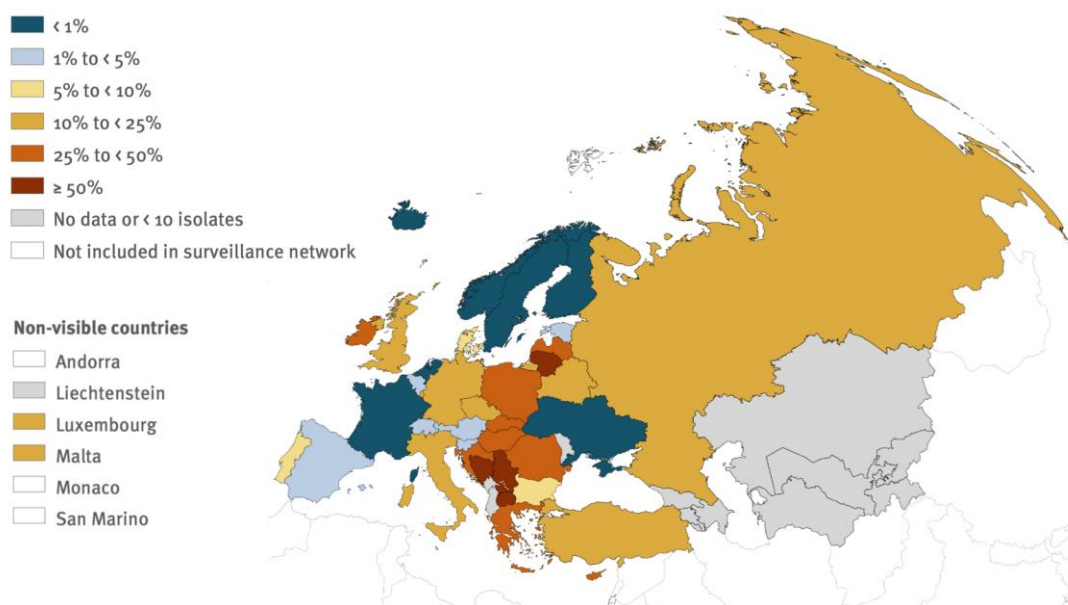 < 1%
1% to < 5%
5% to < 10%
10% to < 25%
25% to < 50%
≥ 50%
No data or < 10 isolates
Not included in surveillance network
Non-visible countries
Andorra
Liechtenstein
Luxembourg
Malta
Monaco
San Marino